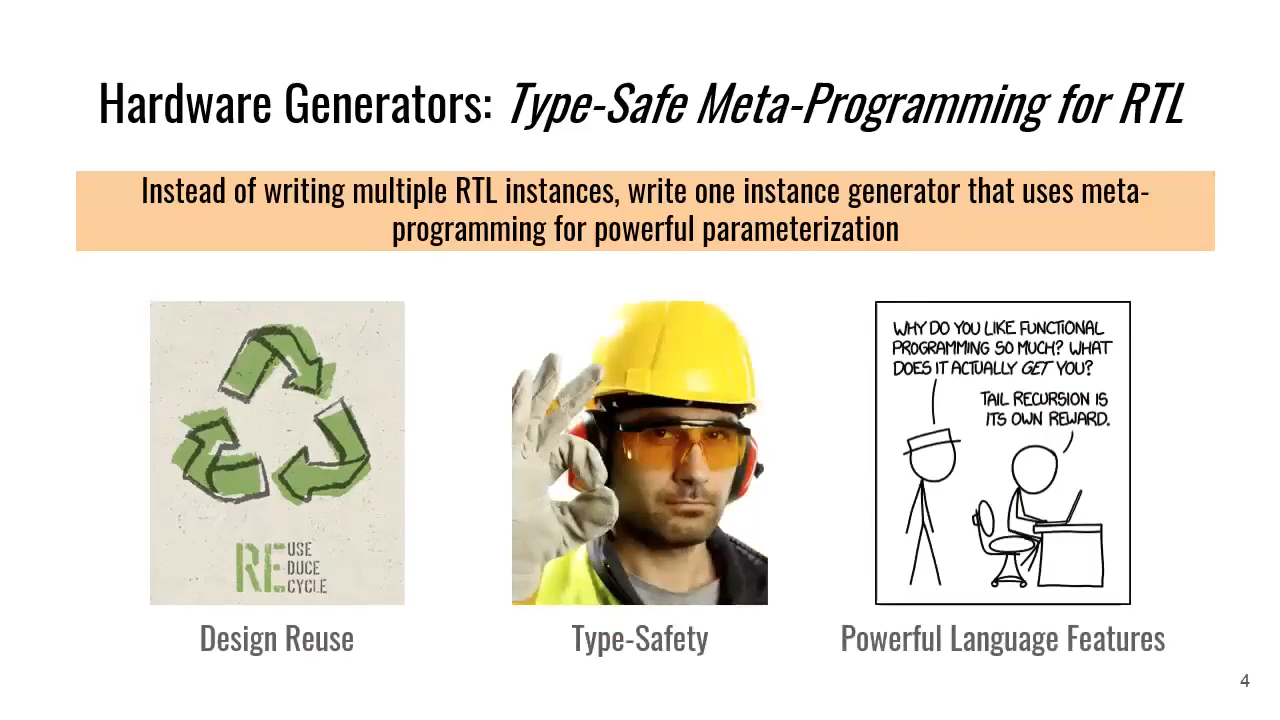 Hardware Generators: Type-Safe Meta-Programming for RTL
Instead of writing multiple RTL instances, write one instance generator that uses meta-
programming for powerful parameterization
REUSE
DUCE
CYCLE
WHY DO YOU LIKE FUNCTIONAL
PROGRAMMING SO MUCH? WHAT
DOES IT ACTUALLY GET YOU?
TAIL RECURSION IS
ITS OWN REWARD.
Design Reuse
Type-Safety
Powerful Language Features
4